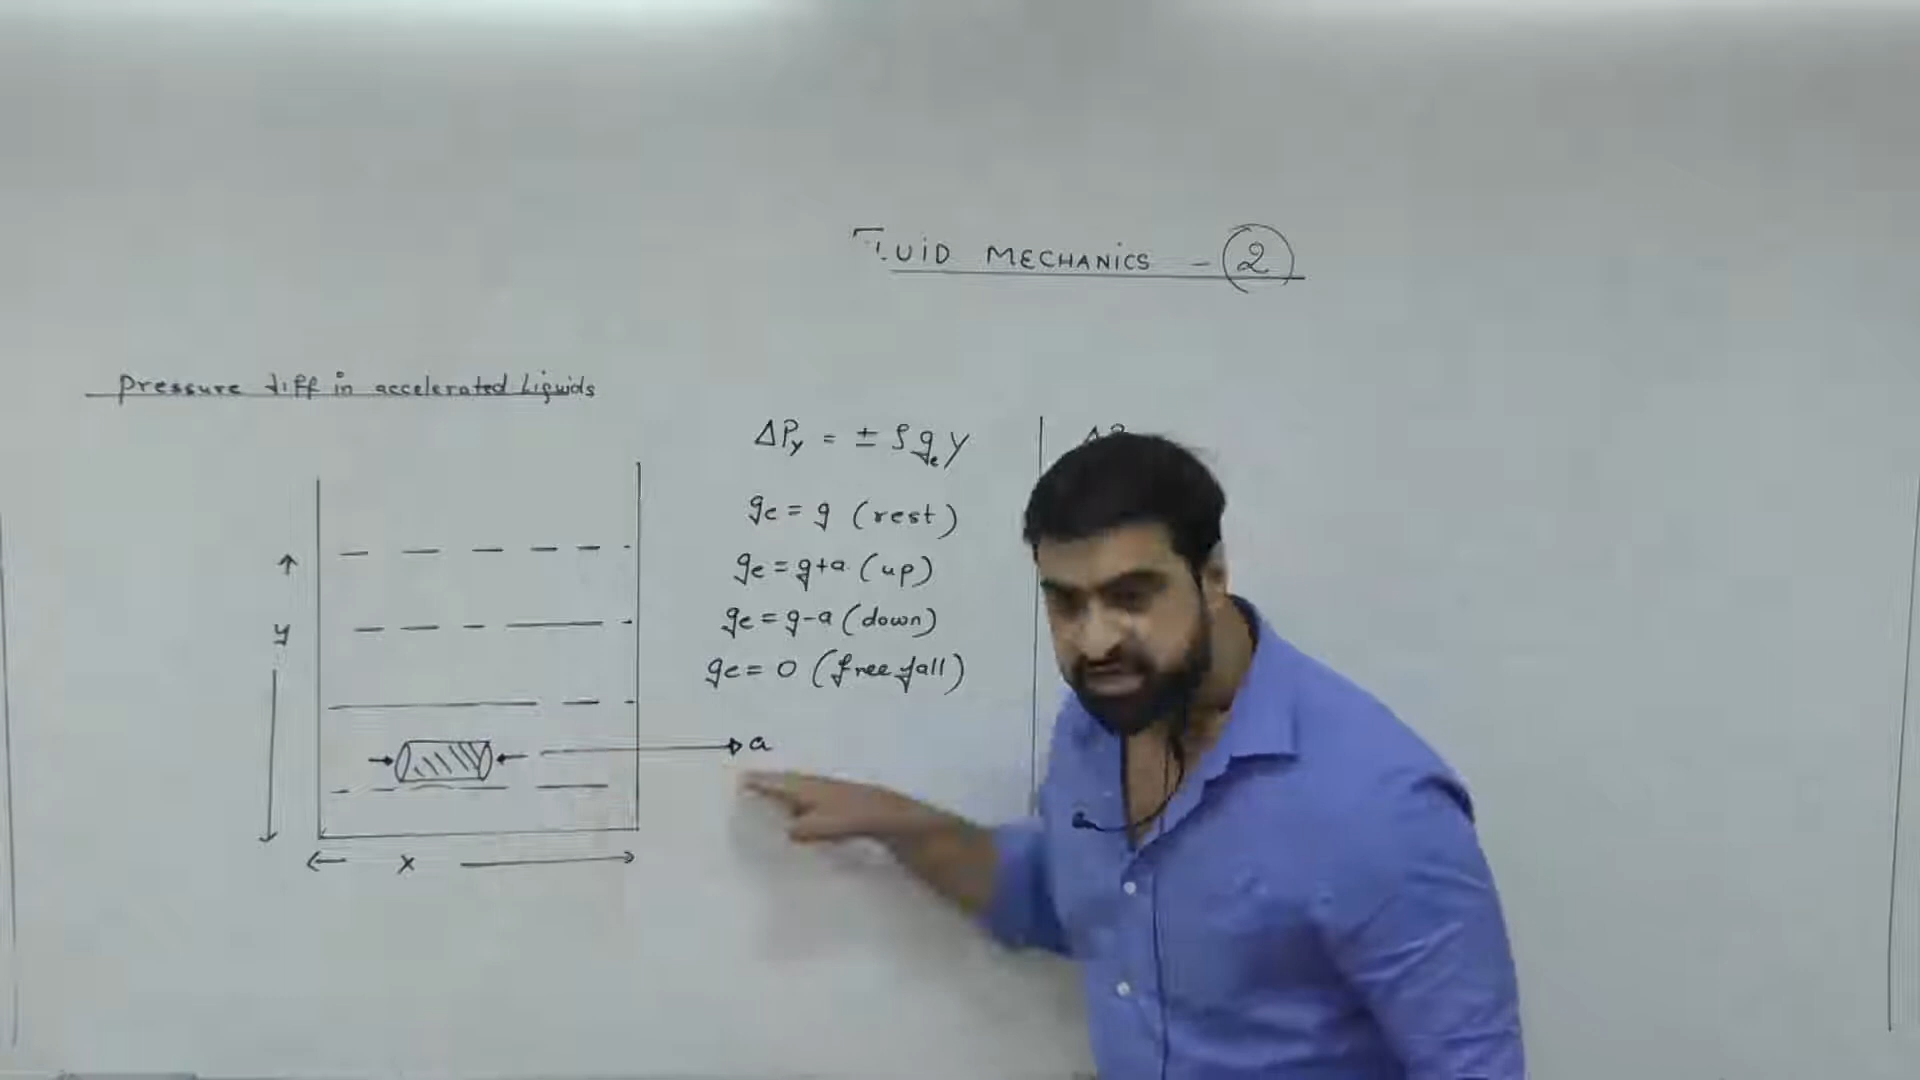 FLUID MECHANICS - 2
Pressure diff in accelerated Liquids
ΔPy = ± ρ ge y
ge = g (rest)
ge = g+a (up)
ge = g-a (down)
ge = 0 (free fall)
y
a
x